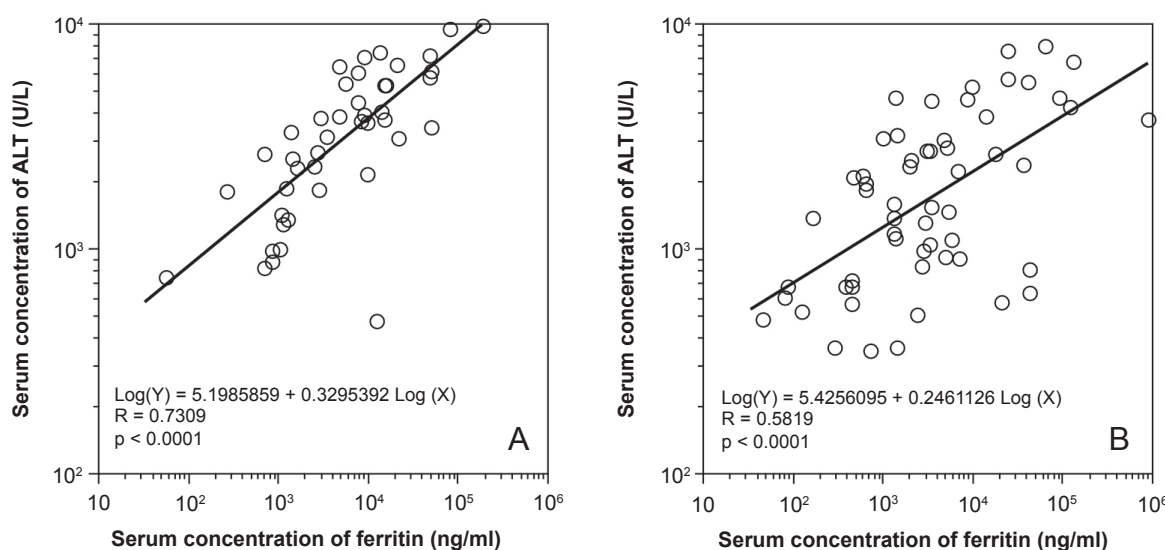 10⁴
10³
10²
Serum concentration of ALT (U/L)
Log(Y) = 5.1985859 + 0.3295392 Log (X)
R = 0.7309
p < 0.0001
A
10 10² 10³ 10⁴ 10⁵ 10⁶
Serum concentration of ferritin (ng/ml)
10⁴
10³
10²
Serum concentration of ALT (U/L)
Log(Y) = 5.4256095 + 0.2461126 Log (X)
R = 0.5819
p < 0.0001
B
10 10² 10³ 10⁴ 10⁵ 10⁶
Serum concentration of ferritin (ng/ml)